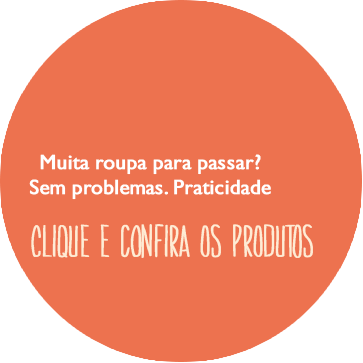 Muita roupa para passar?
Sem problemas. Praticidade
CLIQUE E CONFIRA OS PRODUTOS